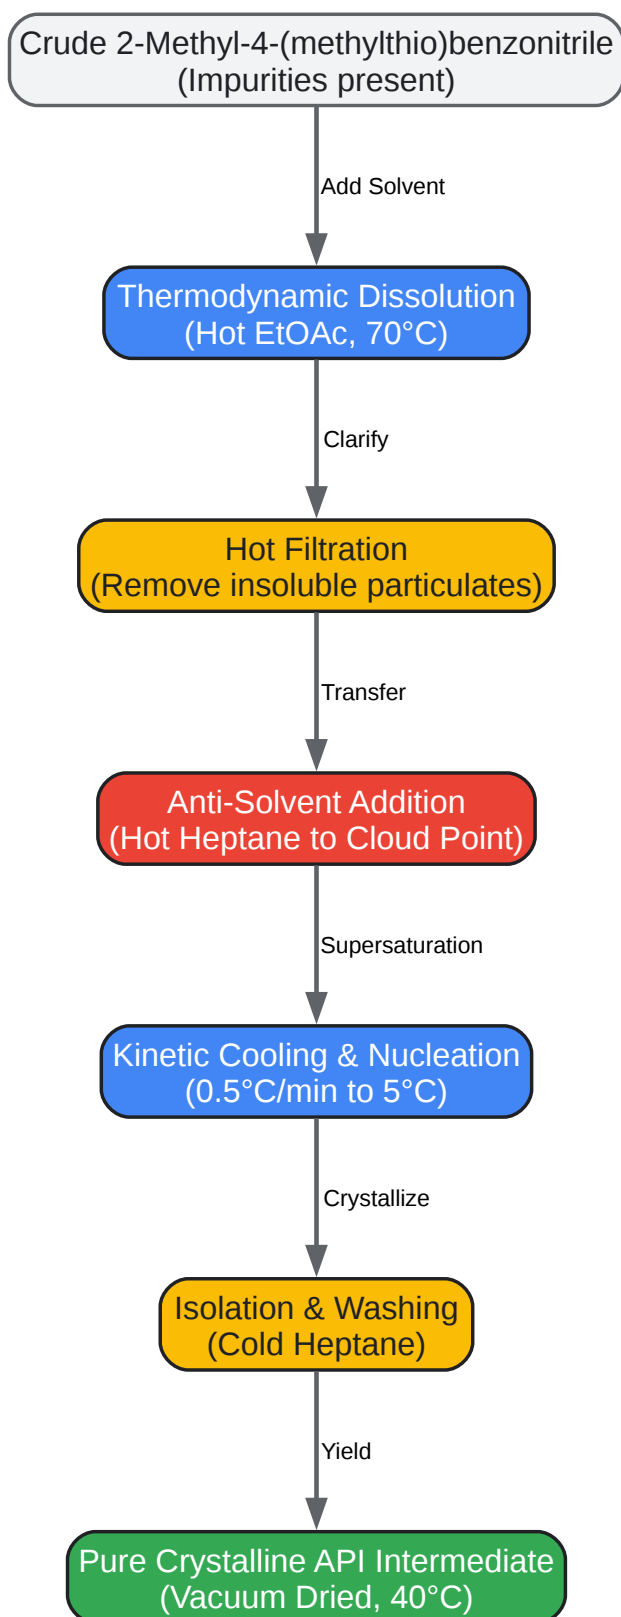 Crude 2-Methyl-4-(methylthio)benzonitrile
(Impurities present)
Add Solvent
Thermodynamic Dissolution
(Hot EtOAc, 70°C)
Clarify
Hot Filtration
(Remove insoluble particulates)
Transfer
Anti-Solvent Addition
(Hot Heptane to Cloud Point)
Supersaturation
Kinetic Cooling & Nucleation
(0.5°C/min to 5°C)
Crystallize
Isolation & Washing
(Cold Heptane)
Yield
Pure Crystalline API Intermediate
(Vacuum Dried, 40°C)